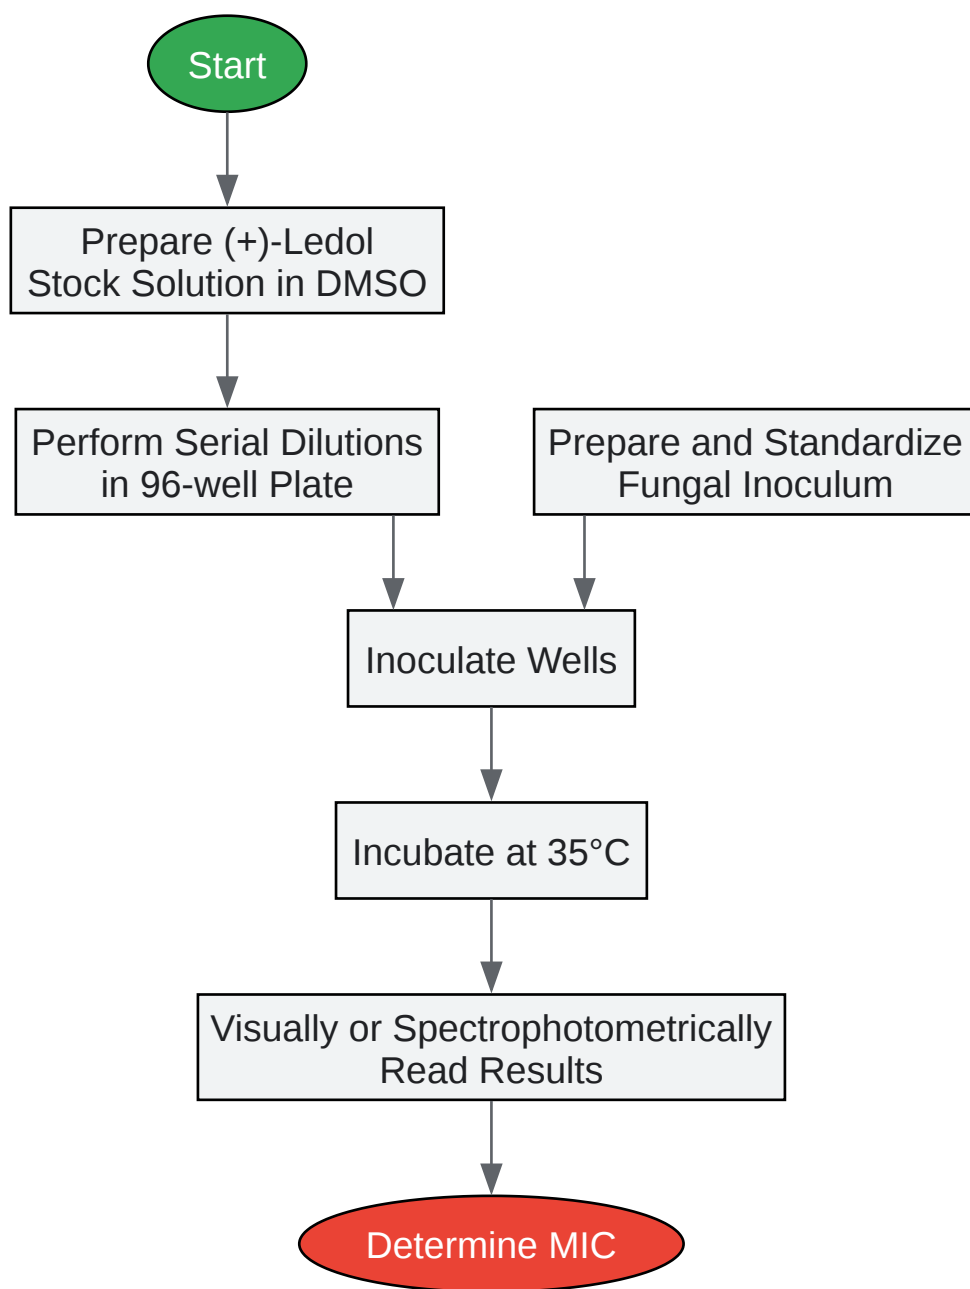 Start
Prepare (+)-Ledol
Stock Solution in DMSO
Perform Serial Dilutions
in 96-well Plate
Prepare and Standardize
Fungal Inoculum
Inoculate Wells
Incubate at 35°C
Visually or Spectrophotometrically
Read Results
Determine MIC